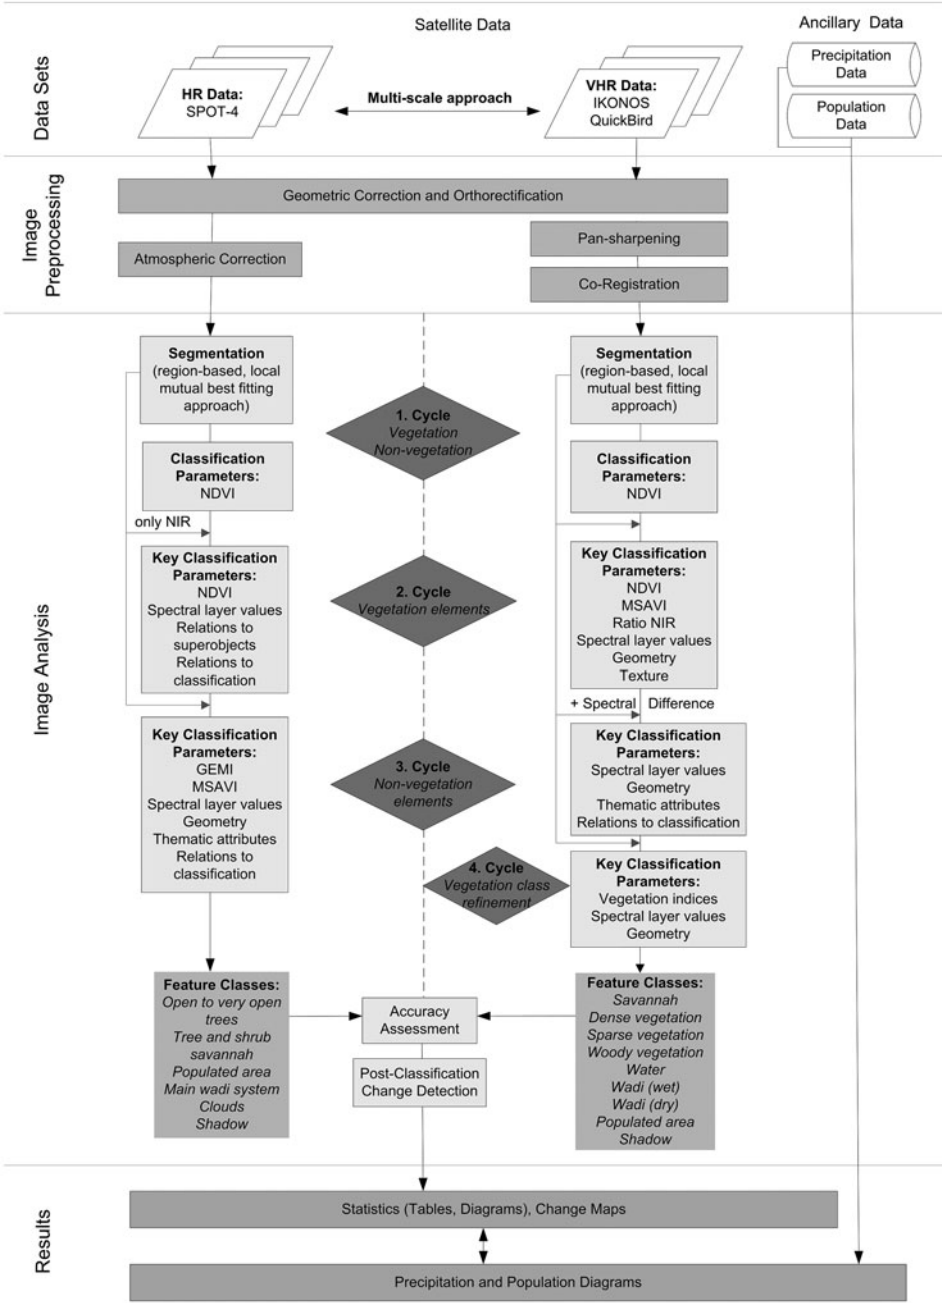 Satellite Data
Ancillary Data
Data Sets
HR Data:
SPOT-4
Multi-scale approach
VHR Data:
IKONOS
QuickBird
Precipitation
Data
Population
Data
Image
Preprocessing
Geometric Correction and Orthorectification
Atmospheric Correction
Pan-sharpening
Co-Registration
Image Analysis
Segmentation
(region-based, local
mutual best fitting
approach)
Classification
Parameters:
NDVI
only NIR
Key Classification
Parameters:
NDVI
Spectral layer values
Relations to
superobjects
Relations to
classification
Key Classification
Parameters:
GEMI
MSAVI
Spectral layer values
Geometry
Thematic attributes
Relations to
classification
Feature Classes:
Open to very open
trees
Tree and shrub
savannah
Populated area
Main wadi system
Clouds
Shadow
1. Cycle
Vegetation
Non-vegetation
2. Cycle
Vegetation elements
3. Cycle
Non-vegetation
elements
4. Cycle
Vegetation class
refinement
Accuracy
Assessment
Post-Classification
Change Detection
Segmentation
(region-based, local
mutual best fitting
approach)
Classification
Parameters:
NDVI
Key Classification
Parameters:
NDVI
MSAVI
Ratio NIR
Spectral layer values
Geometry
Texture
+ Spectral Difference
Key Classification
Parameters:
Spectral layer values
Geometry
Thematic attributes
Relations to classification
Key Classification
Parameters:
Vegetation indices
Spectral layer values
Geometry
Feature Classes:
Savannah
Dense vegetation
Sparse vegetation
Woody vegetation
Water
Wadi (wet)
Wadi (dry)
Populated area
Shadow
Results
Statistics (Tables, Diagrams), Change Maps
Precipitation and Population Diagrams